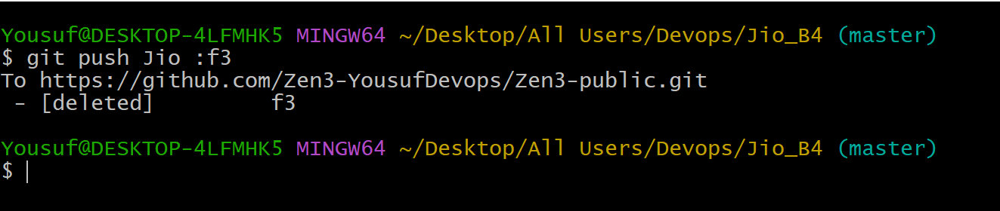 Yousuf@DESKTOP-4LFMHK5 MINGW64 ~/Desktop/All Users/Devops/Jio_B4 (master)
$ git push Jio :f3
To https://github.com/Zen3-YousufDevops/Zen3-public.git
 - [deleted]         f3
Yousuf@DESKTOP-4LFMHK5 MINGW64 ~/Desktop/All Users/Devops/Jio_B4 (master)
$